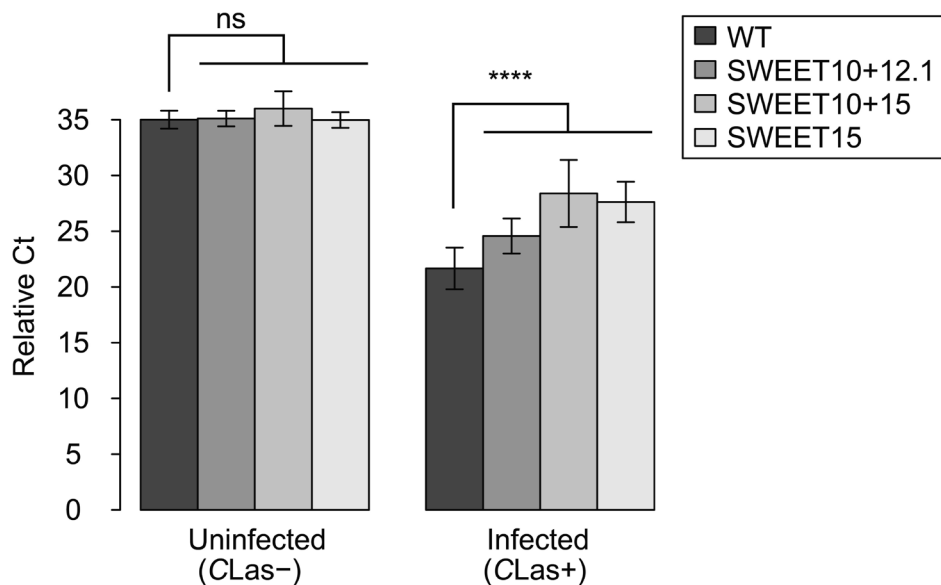 ns
****
WT
SWEET10+12.1
SWEET10+15
SWEET15
Relative Ct
35
30
25
20
15
10
5
0
Uninfected
(CLas−)
Infected
(CLas+)